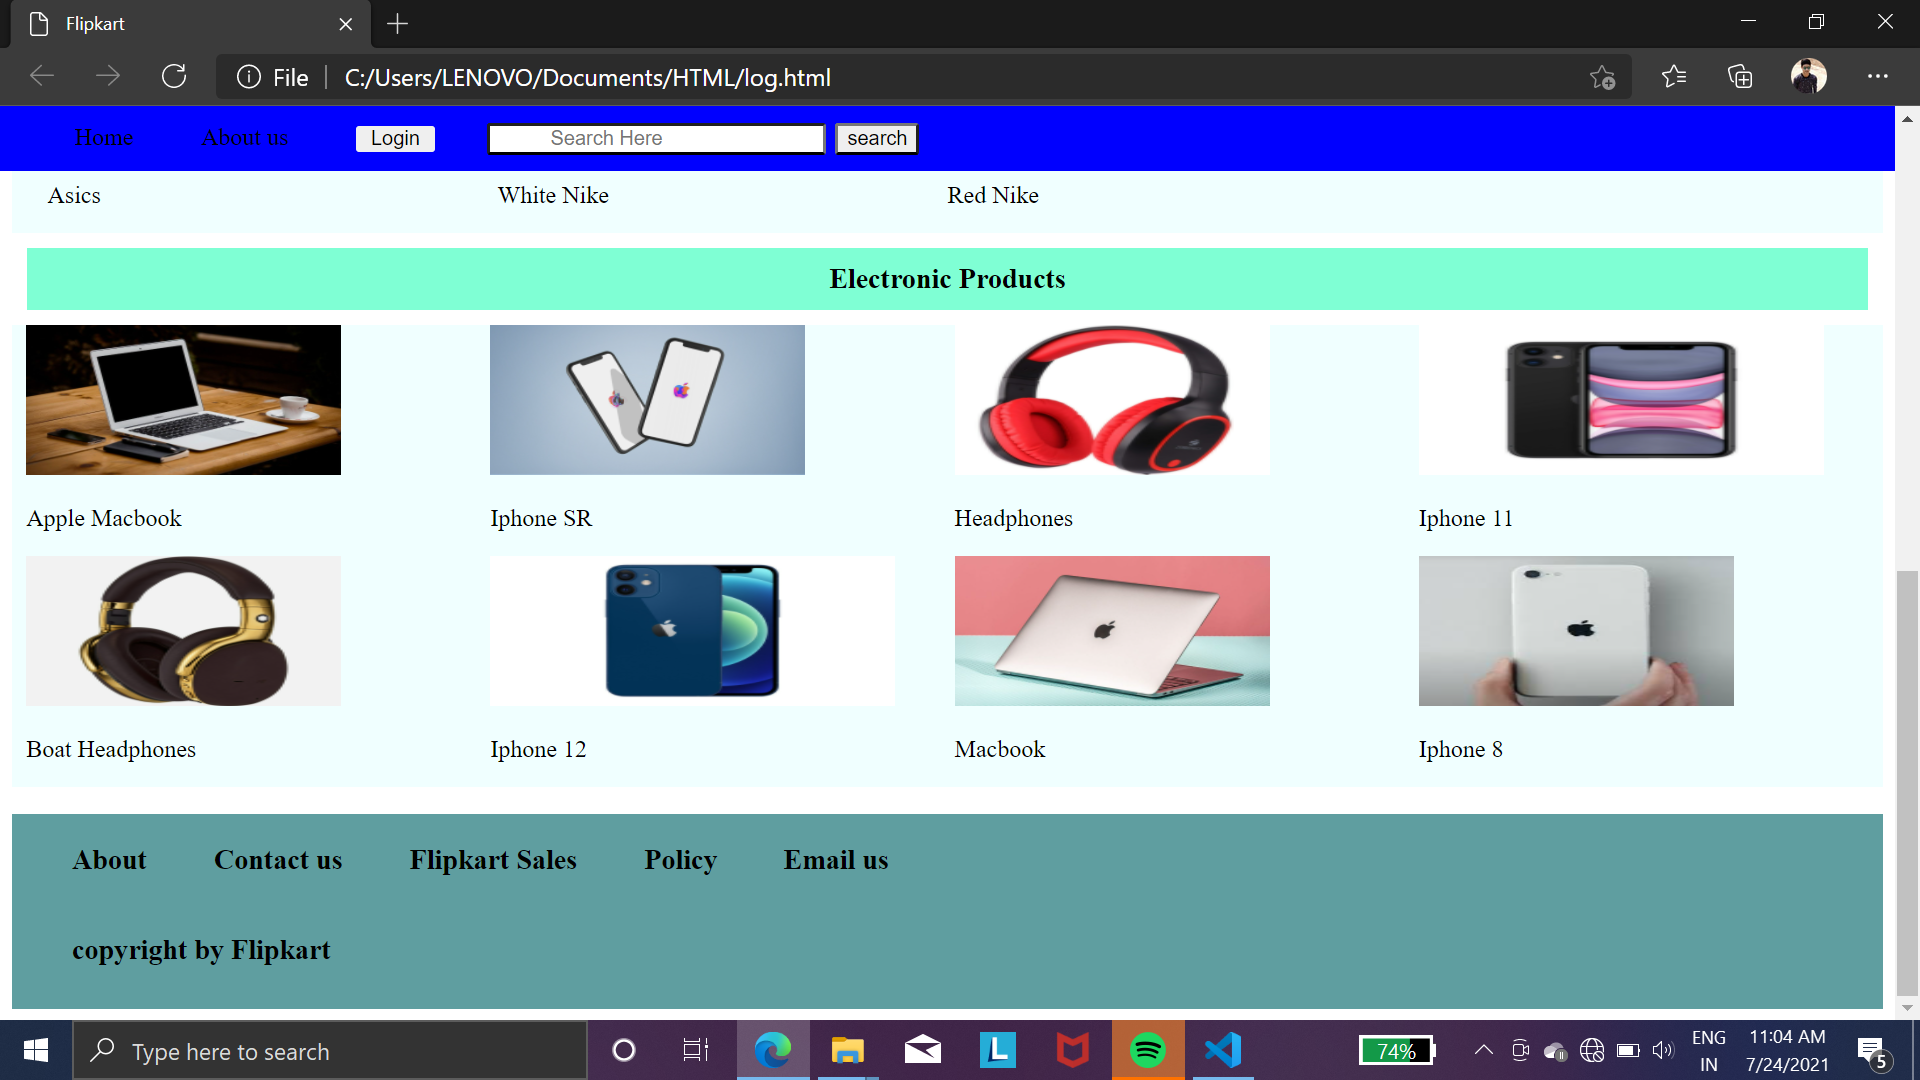 Flipkart
File
C:/Users/LENOVO/Documents/HTML/log.html
Home About us Login Search Here search
Asics White Nike Red Nike
Electronic Products
Apple Macbook Iphone SR Headphones Iphone 11
Boat Headphones Iphone 12 Macbook Iphone 8
About Contact us Flipkart Sales Policy Email us
copyright by Flipkart
Type here to search
L
74%
ENG
IN
11:04 AM
7/24/2021
5